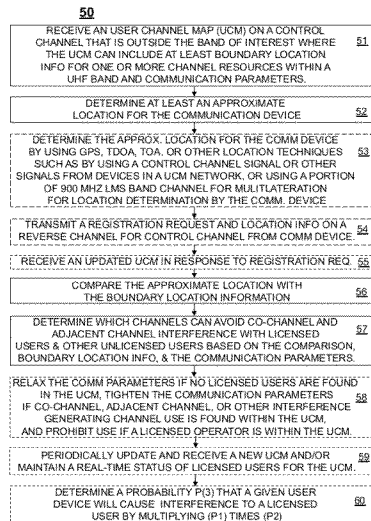 50
RECEIVE AN USER CHANNEL MAP (UCM) ON A CONTROL
CHANNEL THAT IS OUTSIDE THE BAND OF INTEREST WHERE
THE UCM CAN INCLUDE AT LEAST BOUNDARY LOCATION
INFO FOR ONE OR MORE CHANNEL RESOURCES WITHIN A
UHF BAND AND COMMUNICATION PARAMETERS.
51
DETERMINE AT LEAST AN APPROXIMATE
LOCATION FOR THE COMMUNICATION DEVICE
52
DETERMINE THE APPROX. LOCATION FOR THE COMM DEVICE
BY USING GPS, TDOA, TOA, OR OTHER LOCATION TECHNIQUES
SUCH AS BY USING A CONTROL CHANNEL SIGNAL OR OTHER
SIGNALS FROM DEVICES IN A UCM NETWORK, OR USING A PORTION
OF 900 MHZ LMS BAND CHANNEL FOR MULITLATERATION
FOR LOCATION DETERMINATION BY THE COMM. DEVICE
53
TRANSMIT A REGISTRATION REQUEST AND LOCATION INFO ON A
REVERSE CHANNEL FOR CONTROL CHANNEL FROM COMM DEVICE.
54
RECEIVE AN UPDATED UCM IN RESPONSE TO REGISTRATION REQ.
55
COMPARE THE APPROXIMATE LOCATION WITH
THE BOUNDARY LOCATION INFORMATION
56
DETERMINE WHICH CHANNELS CAN AVOID CO-CHANNEL AND
ADJACENT CHANNEL INTERFERENCE WITH LICENSED
USERS & OTHER UNLICENSED USERS BASED ON THE COMPARISON,
BOUNDARY LOCATION INFO, & THE COMMUNICATION PARAMETERS.
57
RELAX THE COMM PARAMETERS IF NO LICENSED USERS ARE FOUND
IN THE UCM, TIGHTEN THE COMMUNICATION PARAMETERS
IF CO-CHANNEL, ADJACENT CHANNEL, OR OTHER INTERFERENCE
GENERATING CHANNEL USE IS FOUND WITHIN THE UCM,
AND PROHIBIT USE IF A LICENSED OPERATOR IS WITHIN THE UCM.
58
PERIODICALLY UPDATE AND RECEIVE A NEW UCM AND/OR
MAINTAIN A REAL-TIME STATUS OF LICENSED USERS FOR THE UCM.
59
DETERMINE A PROBABILITY P(3) THAT A GIVEN USER
DEVICE WILL CAUSE INTERFERENCE TO A LICENSED
USER BY MULTIPLYING (P1) TIMES (P2)
60